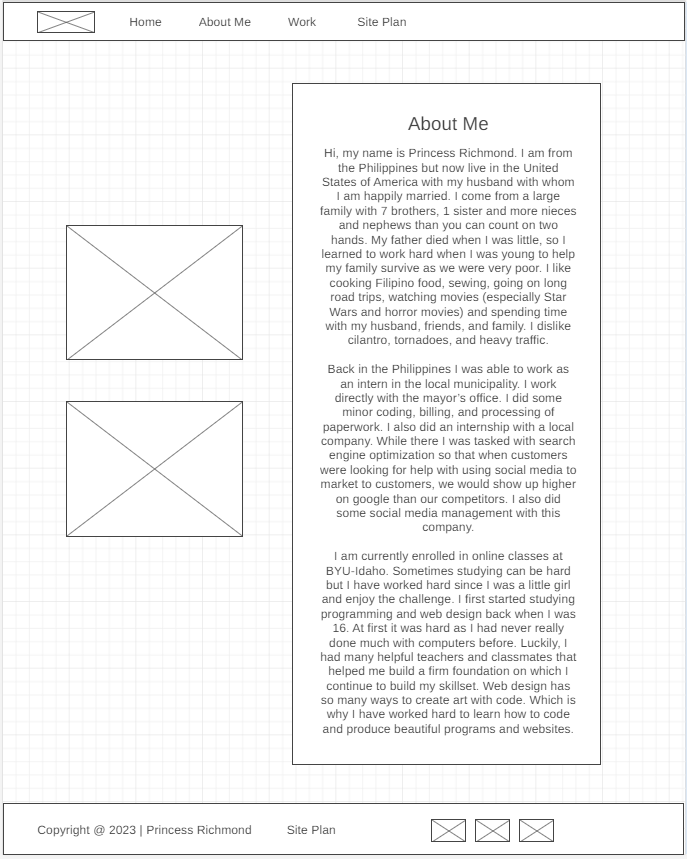 Home About Me Work Site Plan
About Me
Hi, my name is Princess Richmond. I am from
the Philippines but now live in the United
States of America with my husband with whom
I am happily married. I come from a large
family with 7 brothers, 1 sister and more nieces
and nephews than you can count on two
hands. My father died when I was little, so I
learned to work hard when I was young to help
my family survive as we were very poor. I like
cooking Filipino food, sewing, going on long
road trips, watching movies (especially Star
Wars and horror movies) and spending time
with my husband, friends, and family. I dislike
cilantro, tornadoes, and heavy traffic.
Back in the Philippines I was able to work as
an intern in the local municipality. I work
directly with the mayor’s office. I did some
minor coding, billing, and processing of
paperwork. I also did an internship with a local
company. While there I was tasked with search
engine optimization so that when customers
were looking for help with using social media to
market to customers, we would show up higher
on google than our competitors. I also did
some social media management with this
company.
I am currently enrolled in online classes at
BYU-Idaho. Sometimes studying can be hard
but I have worked hard since I was a little girl
and enjoy the challenge. I first started studying
programming and web design back when I was
16. At first it was hard as I had never really
done much with computers before. Luckily, I
had many helpful teachers and classmates that
helped me build a firm foundation on which I
continue to build my skillset. Web design has
so many ways to create art with code. Which is
why I have worked hard to learn how to code
and produce beautiful programs and websites.
Copyright @ 2023 | Princess Richmond Site Plan